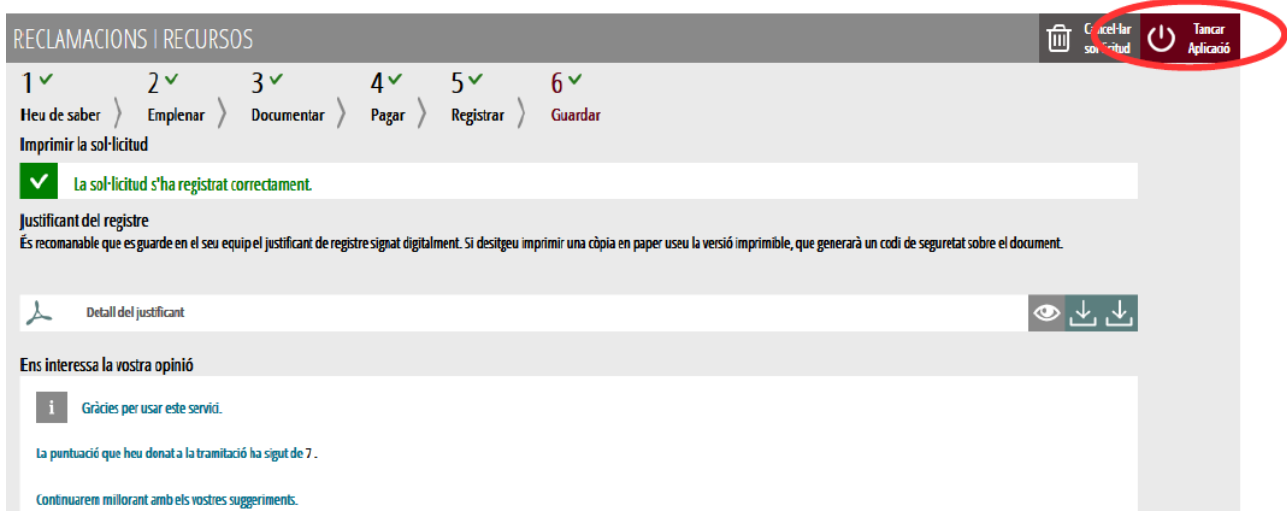 RECLAMACIONS I RECURSOS
Cancel·lar
sol·licitud
Tancar
Aplicació
1 2 3 4 5 6
Heu de saber Emplenar Documentar Pagar Registrar Guardar
Imprimir la sol·licitud
La sol·licitud s'ha registrat correctament.
Justificant del registre
És recomanable que es guarde en el seu equip el justificant de registre signat digitalment. Si desitgeu imprimir una còpia en paper useu la versió imprimible, que generarà un codi de seguretat sobre el document.
Detall del justificant
Ens interessa la vostra opinió
i Gràcies per usar este servici.
La puntuació que heu donat a la tramitació ha sigut de 7 .
Continuarem millorant amb els vostres suggeriments.